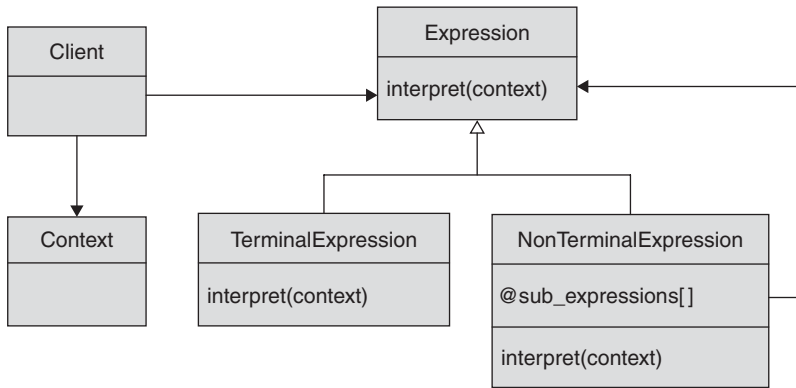 Client
Expression
interpret(context)
Context
TerminalExpression
interpret(context)
NonTerminalExpression
@sub_expressions[]
interpret(context)